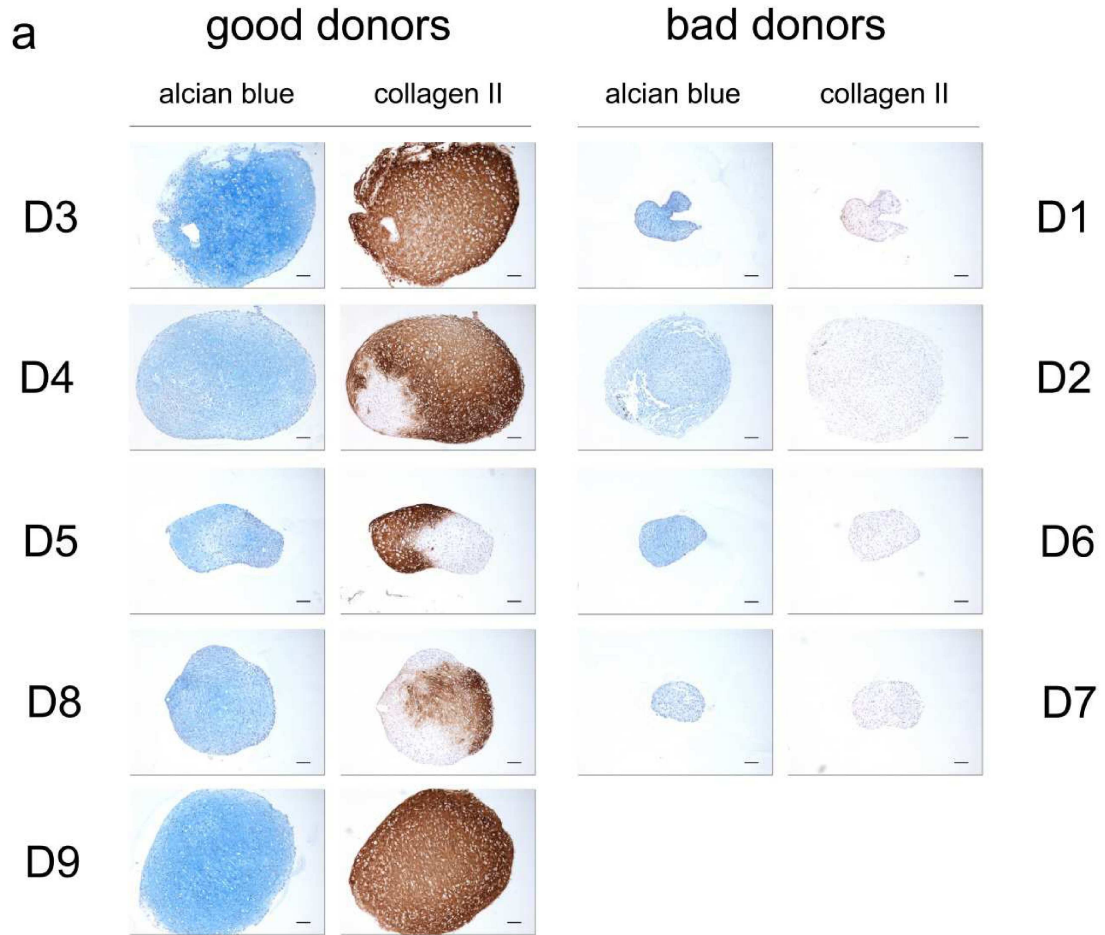 a good donors bad donors
alcian blue collagen II alcian blue collagen II
D3 D1
D4 D2
D5 D6
D8 D7
D9